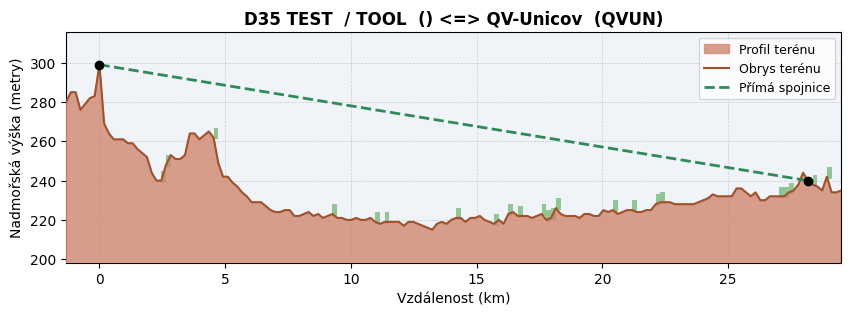 D35 TEST / TOOL () <=> QV-Unicov (QVUN)
Profil terénu
Obrys terénu
Přímá spojnice
Nadmořská výška (metry)
300
280
260
240
220
200
0 5 10 15 20 25
Vzdálenost (km)